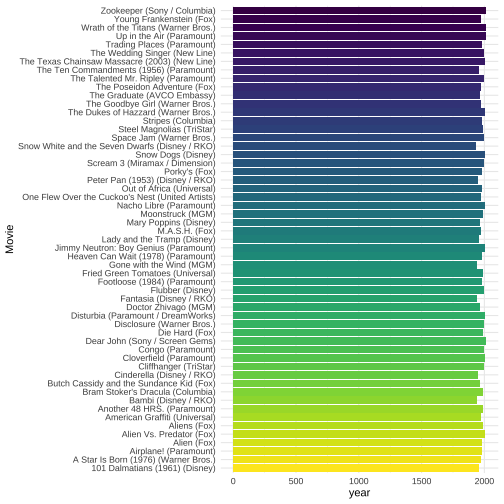 Zookeeper (Sony / Columbia)
Young Frankenstein (Fox)
Wrath of the Titans (Warner Bros.)
Up in the Air (Paramount)
Trading Places (Paramount)
The Wedding Singer (New Line)
The Texas Chainsaw Massacre (2003) (New Line)
The Ten Commandments (1956) (Paramount)
The Talented Mr. Ripley (Paramount)
The Poseidon Adventure (Fox)
The Graduate (AVCO Embassy)
The Goodbye Girl (Warner Bros.)
The Dukes of Hazzard (Warner Bros.)
Stripes (Columbia)
Steel Magnolias (TriStar)
Space Jam (Warner Bros.)
Snow White and the Seven Dwarfs (Disney / RKO)
Snow Dogs (Disney)
Scream 3 (Miramax / Dimension)
Porky's (Fox)
Peter Pan (1953) (Disney / RKO)
Out of Africa (Universal)
One Flew Over the Cuckoo's Nest (United Artists)
Nacho Libre (Paramount)
Moonstruck (MGM)
Mary Poppins (Disney)
M.A.S.H. (Fox)
Lady and the Tramp (Disney)
Jimmy Neutron: Boy Genius (Paramount)
Heaven Can Wait (1978) (Paramount)
Gone with the Wind (MGM)
Fried Green Tomatoes (Universal)
Footloose (1984) (Paramount)
Flubber (Disney)
Fantasia (Disney / RKO)
Doctor Zhivago (MGM)
Disturbia (Paramount / DreamWorks)
Disclosure (Warner Bros.)
Die Hard (Fox)
Dear John (Sony / Screen Gems)
Congo (Paramount)
Cloverfield (Paramount)
Cliffhanger (TriStar)
Cinderella (Disney / RKO)
Butch Cassidy and the Sundance Kid (Fox)
Bram Stoker's Dracula (Columbia)
Bambi (Disney / RKO)
Another 48 HRS. (Paramount)
American Graffiti (Universal)
Aliens (Fox)
Alien Vs. Predator (Fox)
Alien (Fox)
Airplane! (Paramount)
A Star Is Born (1976) (Warner Bros.)
101 Dalmatians (1961) (Disney)
Movie
0 500 1000 1500 2000
year